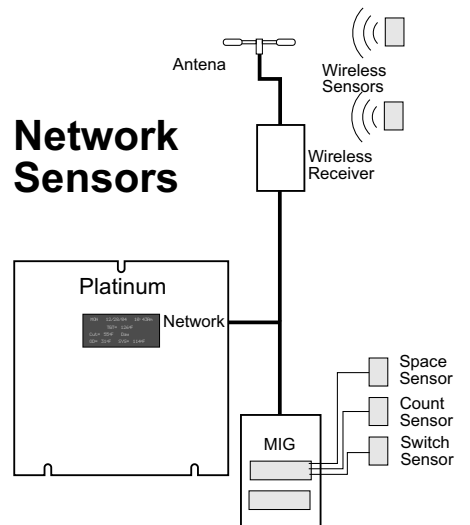 Antena
Wireless
Sensors
Network
Sensors
Wireless
Receiver
Platinum
Network
Space
Sensor
Count
Sensor
Switch
Sensor
MIG